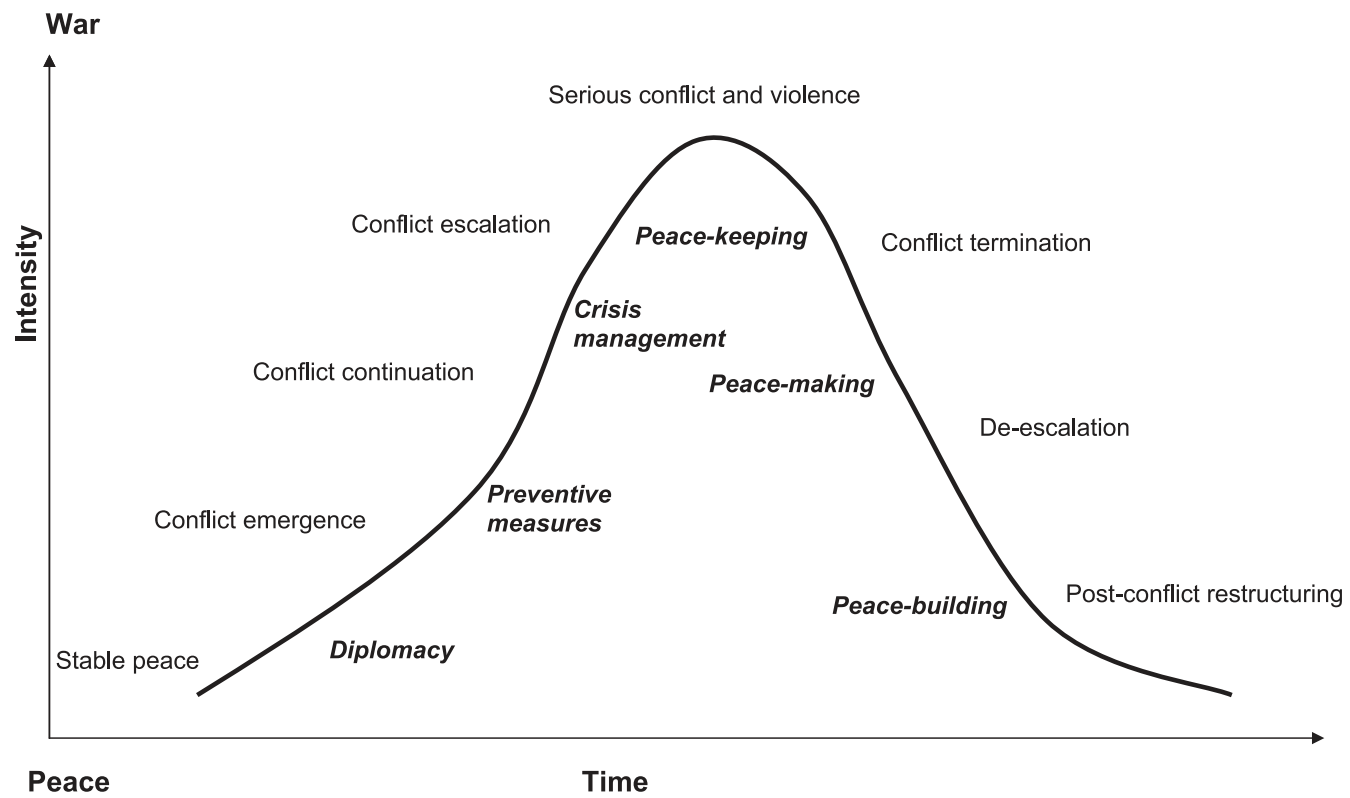 War
Serious conflict and violence
Conflict escalation
Peace-keeping
Conflict termination
Intensity
Crisis
management
Conflict continuation
Peace-making
De-escalation
Preventive
measures
Conflict emergence
Post-conflict restructuring
Peace-building
Diplomacy
Stable peace
Peace
Time